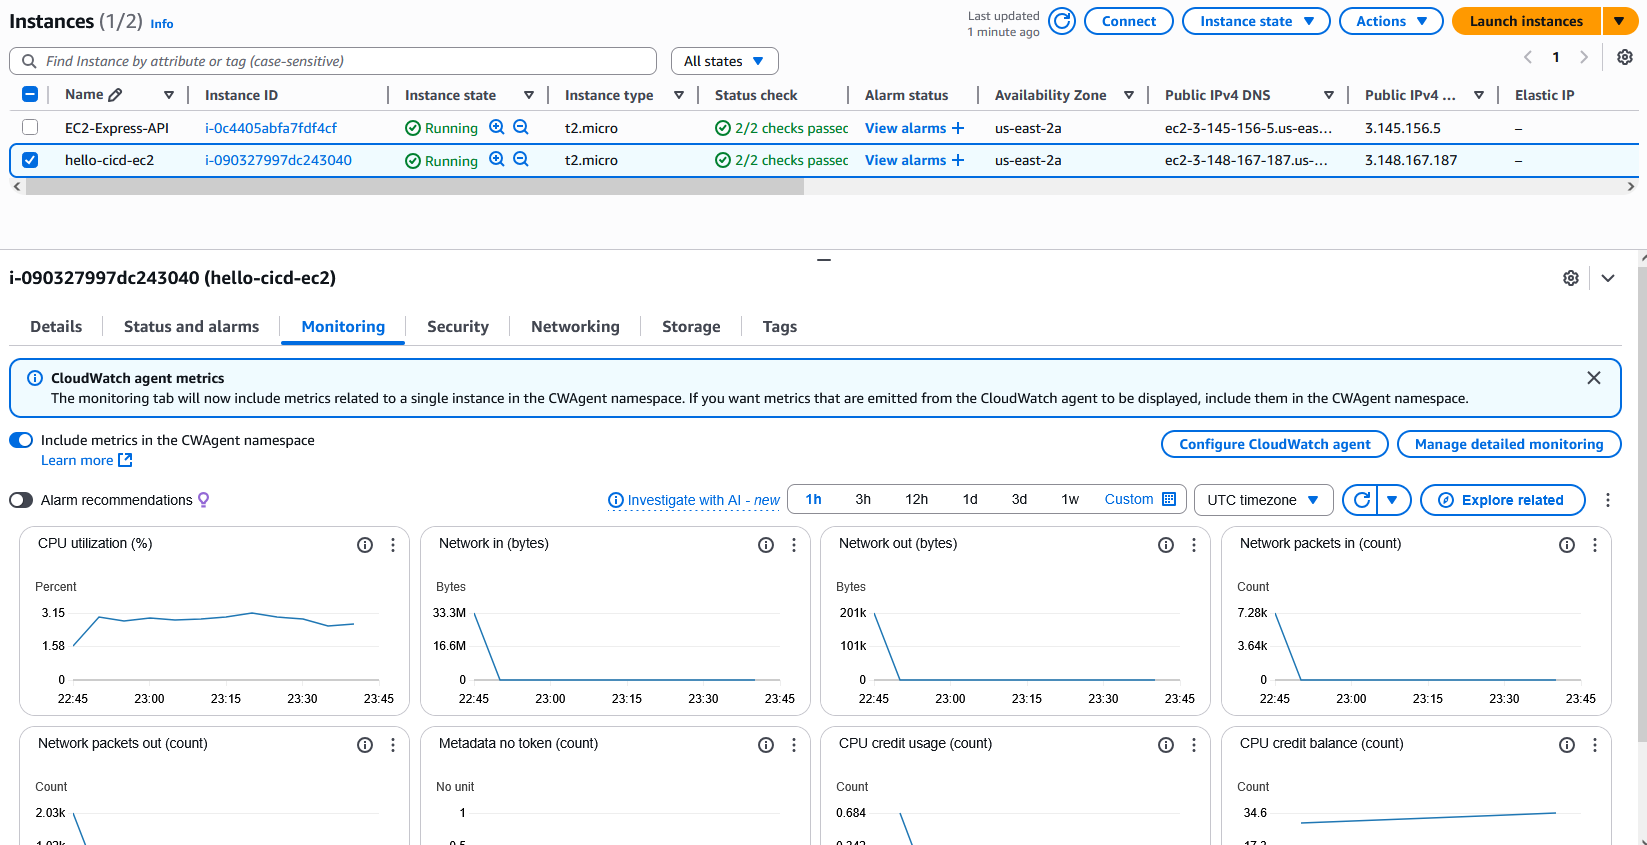 Instances (1/2) Info
Last updated
1 minute ago
Connect
Instance state
Actions
Launch instances
Find Instance by attribute or tag (case-sensitive)
All states
1
Name Instance ID Instance state Instance type Status check Alarm status Availability Zone Public IPv4 DNS Public IPv4 ... Elastic IP
EC2-Express-API i-0c4405abfa7fdf4cf Running t2.micro 2/2 checks passec View alarms + us-east-2a ec2-3-145-156-5.us-eas... 3.145.156.5 –
hello-cicd-ec2 i-090327997dc243040 Running t2.micro 2/2 checks passec View alarms + us-east-2a ec2-3-148-167-187.us-... 3.148.167.187 –
i-090327997dc243040 (hello-cicd-ec2)
Details Status and alarms Monitoring Security Networking Storage Tags
CloudWatch agent metrics
The monitoring tab will now include metrics related to a single instance in the CWAgent namespace. If you want metrics that are emitted from the CloudWatch agent to be displayed, include them in the CWAgent namespace.
Include metrics in the CWAgent namespace
Learn more
Configure CloudWatch agent
Manage detailed monitoring
Alarm recommendations
Investigate with AI - new
1h 3h 12h 1d 3d 1w Custom
UTC timezone
Explore related
CPU utilization (%)
Percent
3.15
1.58
0
22:45 23:00 23:15 23:30 23:45
Network in (bytes)
Bytes
33.3M
16.6M
0
22:45 23:00 23:15 23:30 23:45
Network out (bytes)
Bytes
201k
101k
0
22:45 23:00 23:15 23:30 23:45
Network packets in (count)
Count
7.28k
3.64k
0
22:45 23:00 23:15 23:30 23:45
Network packets out (count)
Count
2.03k
Metadata no token (count)
No unit
1
0.5
CPU credit usage (count)
Count
0.684
0.342
CPU credit balance (count)
Count
34.6
17.3